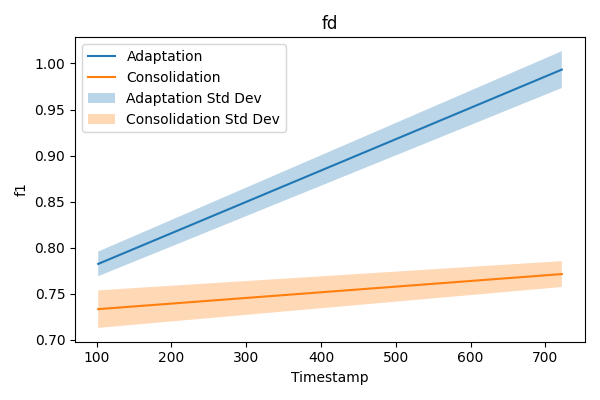 fd
Adaptation
Consolidation
Adaptation Std Dev
Consolidation Std Dev
1.00
0.95
0.90
0.85
0.80
0.75
0.70
f1
100 200 300 400 500 600 700
Timestamp